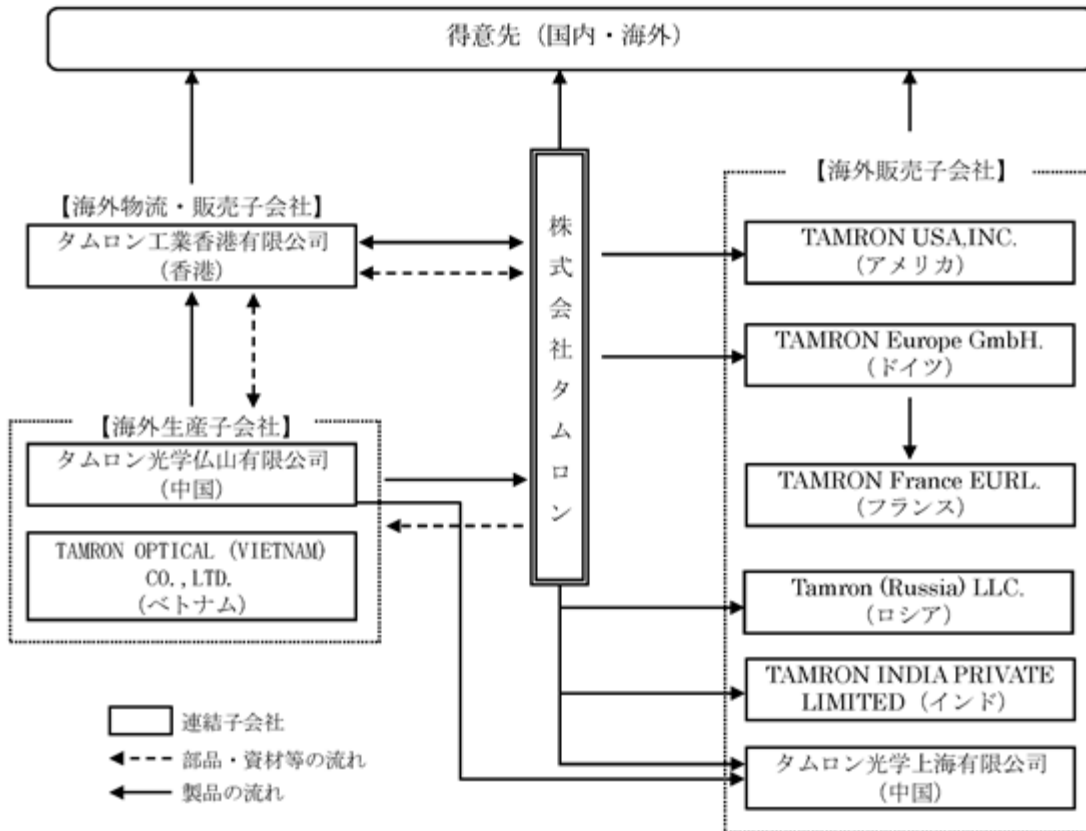 得意先（国内・海外）
【海外物流・販売子会社】
タムロン工業香港有限公司
（香港）
【海外生産子会社】
タムロン光学仏山有限公司
（中国）
TAMRON OPTICAL (VIETNAM)
CO.,LTD.
（ベトナム）
株式会社タムロン
【海外販売子会社】
TAMRON USA,INC.
（アメリカ）
TAMRON Europe GmbH.
（ドイツ）
TAMRON France EURL.
（フランス）
Tamron (Russia) LLC.
（ロシア）
TAMRON INDIA PRIVATE
LIMITED（インド）
タムロン光学上海有限公司
（中国）
連結子会社
部品・資材等の流れ
製品の流れ